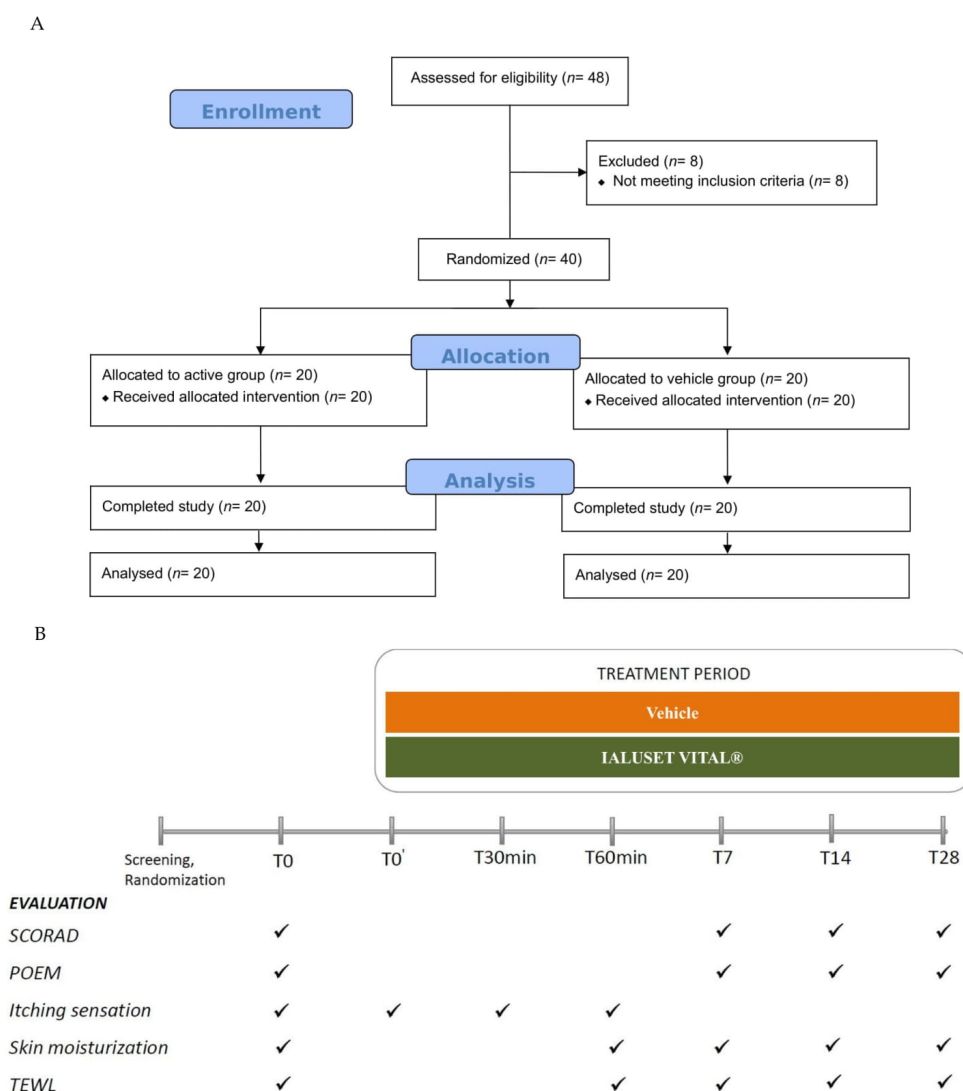 A
Assessed for eligibility (n= 48)
Enrollment
Excluded (n= 8)
♦ Not meeting inclusion criteria (n= 8)
Randomized (n= 40)
Allocation
Allocated to active group (n= 20)
♦ Received allocated intervention (n= 20)
Allocated to vehicle group (n= 20)
♦ Received allocated intervention (n= 20)
Analysis
Completed study (n= 20)
Completed study (n= 20)
Analysed (n= 20)
Analysed (n= 20)
B
TREATMENT PERIOD
Vehicle
IALUSET VITAL®
Screening,
Randomization
T0
T0'
T30min
T60min
T7
T14
T28
EVALUATION
SCORAD ✓ ✓ ✓ ✓
POEM ✓ ✓ ✓ ✓
Itching sensation ✓ ✓ ✓ ✓
Skin moisturization ✓ ✓ ✓ ✓ ✓
TEWL ✓ ✓ ✓ ✓ ✓